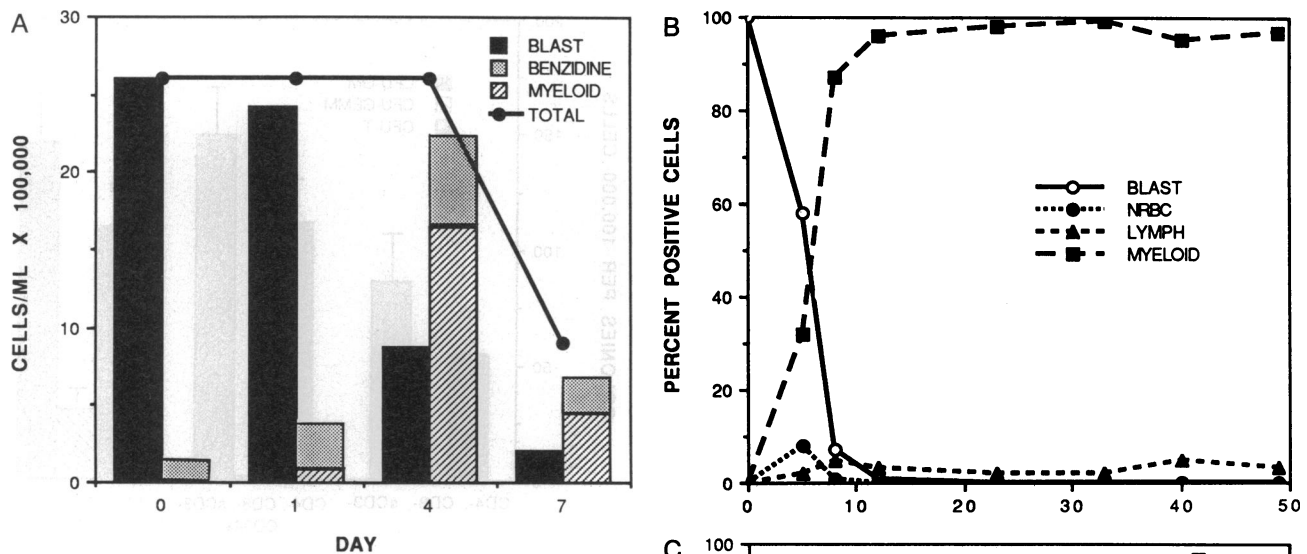 A
30
20
10
0
CELLS/ML X 100,000
BLAST
BENZIDINE
MYELOID
TOTAL
0 1 4 7
DAY
B
100
80
60
40
20
0
PERCENT POSITIVE CELLS
BLAST
NRBC
LYMPH
MYELOID
0 10 20 30 40 50
C
100